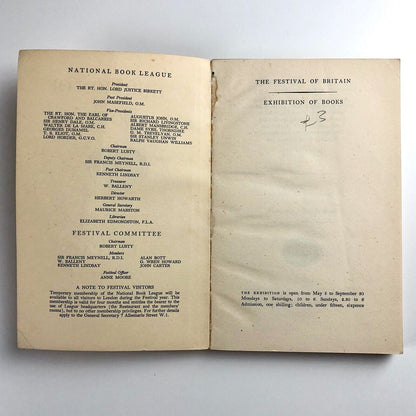 NATIONAL BOOK LEAGUE
President
THE RT. HON. LORD JUSTICE BIRKETT
Past President
JOHN MASEFIELD, O.M.
Vice-Presidents
THE RT. HON. THE EARL OF
CRAWFORD AND BALCARRES
SIR HENRY DALE, O.M.
WALTER DE LA MARE, C.H.
GEORGES DUHAMEL
T. S. ELIOT, O.M.
LORD HORDER, G.C.V.O.
AUGUSTUS JOHN, O.M.
SIR RICHARD LIVINGSTONE
ALBERT MANSBRIDGE, C.H.
DAME SYBIL THORNDIKE
G. M. TREVELYAN, O.M.
SIR STANLEY UNWIN
RALPH VAUGHAN WILLIAMS
Chairman
ROBERT LUSTY
Deputy Chairman
SIR FRANCIS MEYNELL, R.D.I.
Past Chairman
KENNETH LINDSAY
Treasurer
W. BALLENY
Director
HERBERT HOWARTH
General Secretary
MAURICE MARSTON
Librarian
ELIZABETH EDMONDSTON, F.L.A.
FESTIVAL COMMITTEE
Chairman
ROBERT LUSTY
Members
SIR FRANCIS MEYNELL, R.D.I.
W. BALLENY
KENNETH LINDSAY
ALAN BOTT
G. WREN HOWARD
JOHN CARTER
Festival Officer
ANNE MOORE
A NOTE TO FESTIVAL VISITORS
Temporary membership of the National Book League will be
available to all visitors to London during the Festival year. This
membership is valid for four months and entitles the bearer to the
use of League headquarters (the Restaurant and the members'
rooms), but to no other membership privileges. For further details
apply to the General Secretary 7 Albemarle Street W.1.
THE FESTIVAL OF BRITAIN
EXHIBITION OF BOOKS
£3
THE EXHIBITION is open from May 5 to September 30
Mondays to Saturdays, 10 to 6. Sundays, 2.30 to 6
Admission, one shilling; children, under fifteen, sixpence